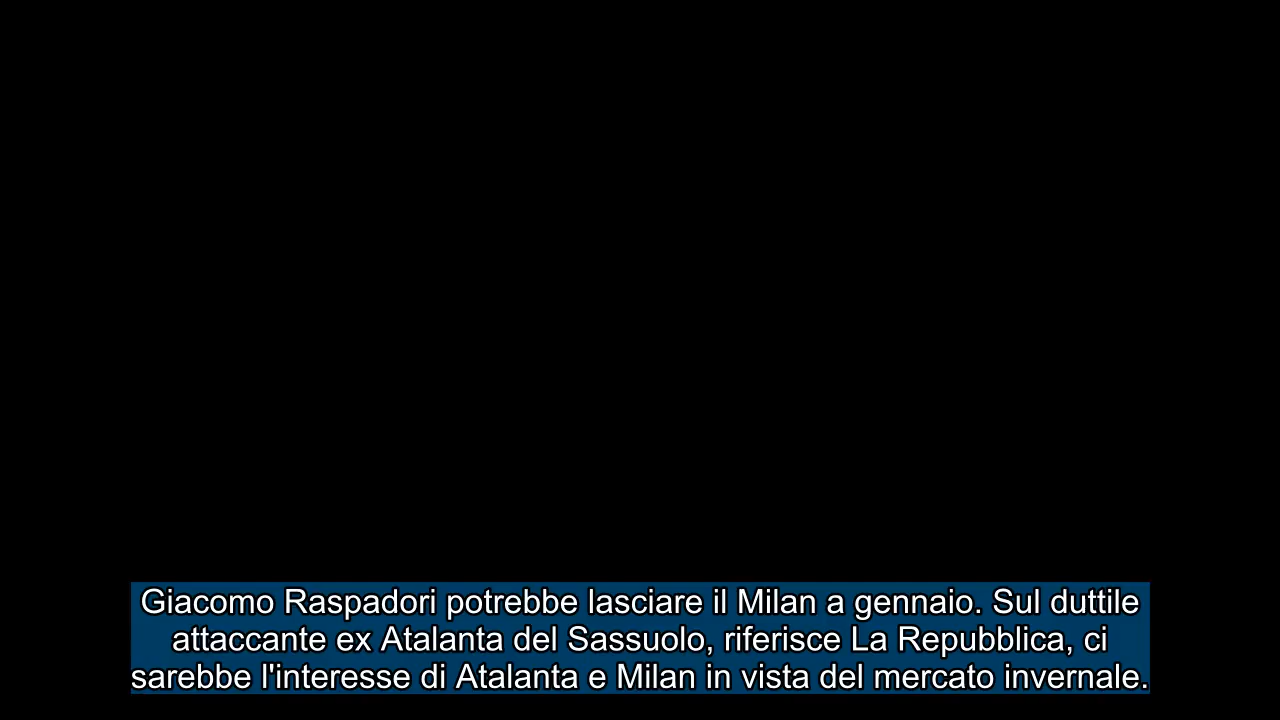 Giacomo Raspadori potrebbe lasciare il Milan a gennaio. Sul duttile
attaccante ex Atalanta del Sassuolo, riferisce La Repubblica, ci
sarebbe l'interesse di Atalanta e Milan in vista del mercato invernale.